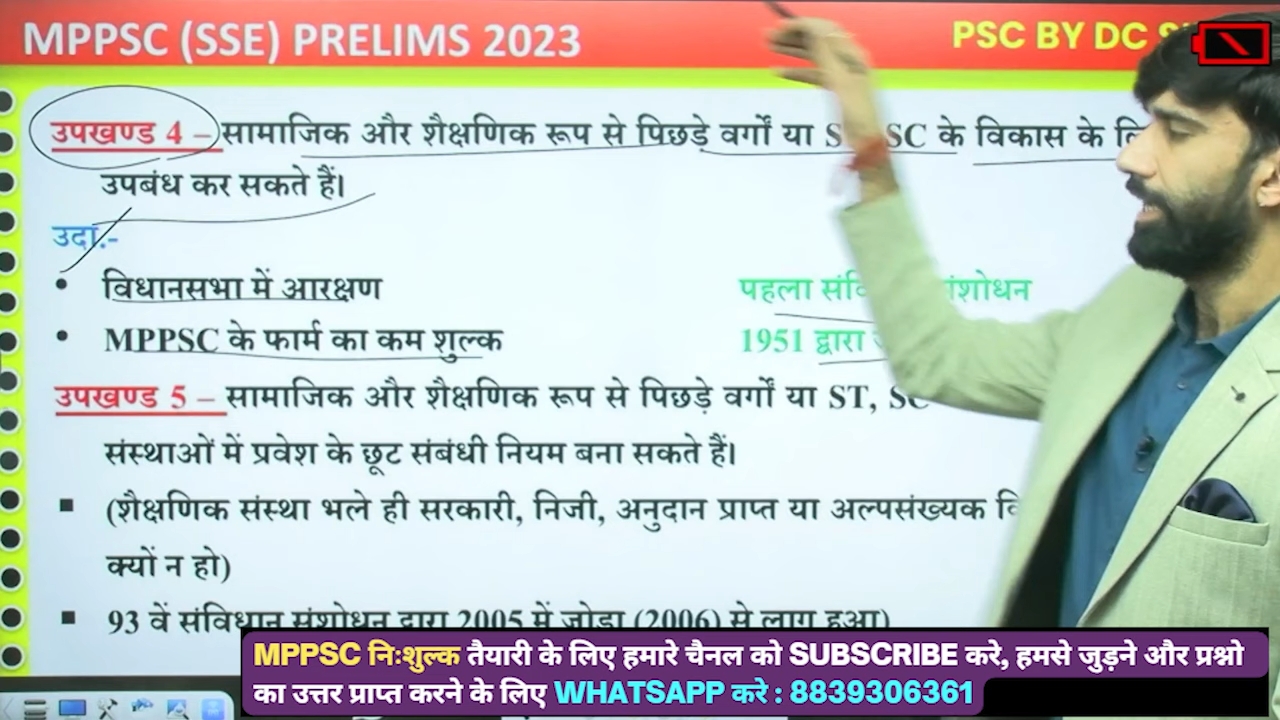 MPPSC (SSE) PRELIMS 2023
PSC BY DC
उपखण्ड 4 – सामाजिक और शैक्षणिक रूप से पिछड़े वर्गों या SC के विकास के
उपबंध कर सकते हैं।
उदा.-
• विधानसभा में आरक्षण
पहला संशोधन
• MPPSC के फार्म का कम शुल्क
1951 द्वारा
उपखण्ड 5 – सामाजिक और शैक्षणिक रूप से पिछड़े वर्गों या ST, SC
संस्थाओं में प्रवेश के छूट संबंधी नियम बना सकते हैं।
▪ (शैक्षणिक संस्था भले ही सरकारी, निजी, अनुदान प्राप्त या अल्पसंख्यक
क्यों न हो)
▪ 93 वें संविधान संशोधन द्वारा 2005 में जोड़ा (2006) से लागू हुआ)
MPPSC निःशुल्क तैयारी के लिए हमारे चैनल को SUBSCRIBE करे, हमसे जुड़ने और प्रश्नो
का उत्तर प्राप्त करने के लिए WHATSAPP करे : 8839306361